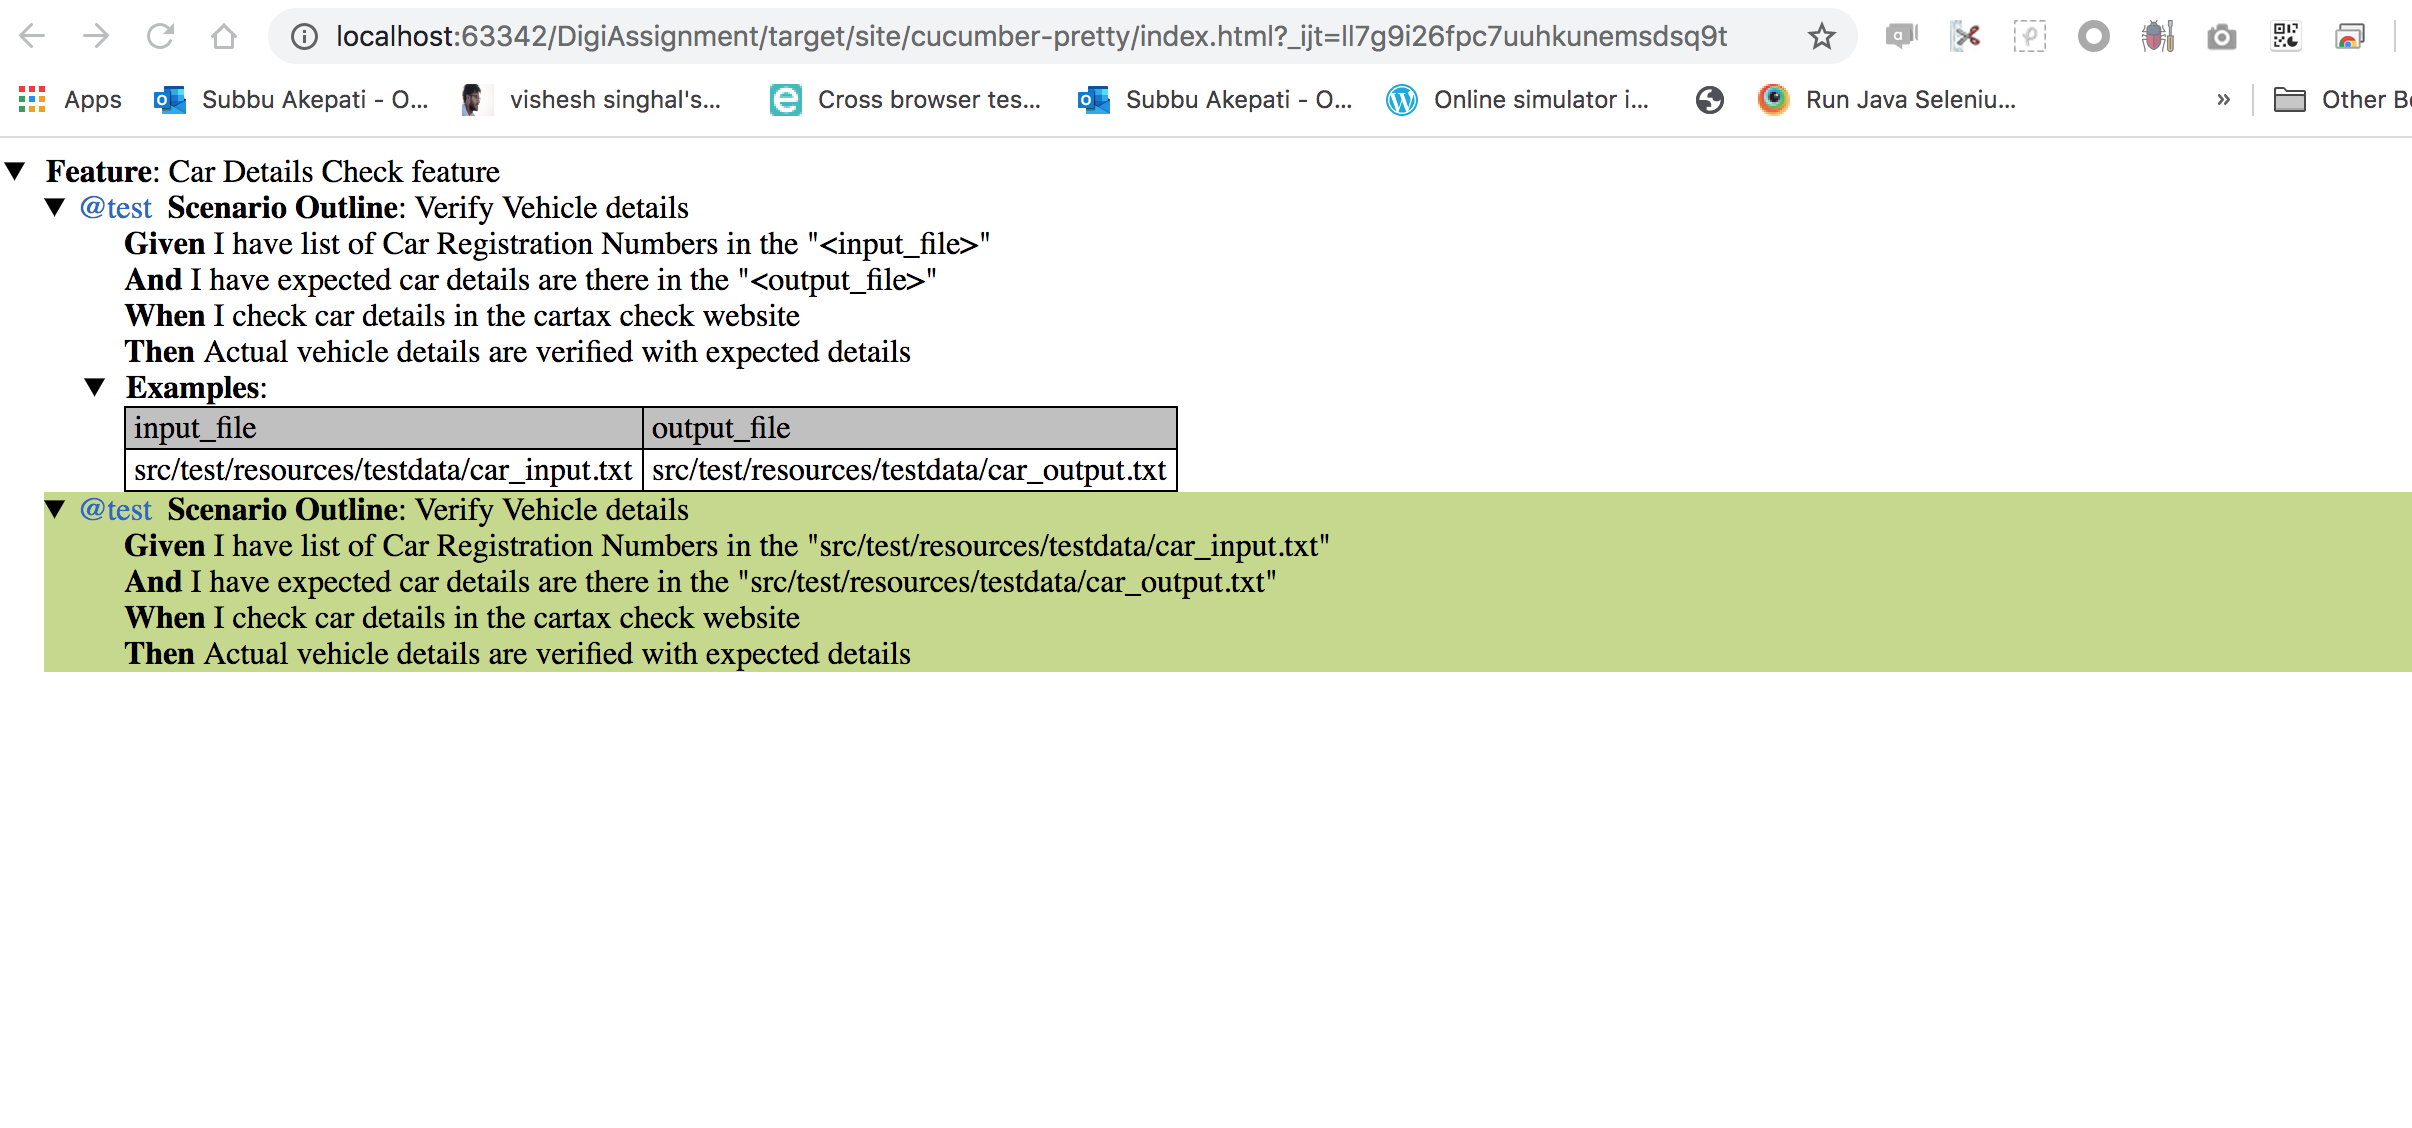 localhost:63342/DigiAssignment/target/site/cucumber-pretty/index.html?_ijt=ll7g9i26fpc7uuhkunemsdsq9t
Apps Subbu Akepati - O... vishesh singhal's... Cross browser tes... Subbu Akepati - O... Online simulator i... Run Java Seleniu... » Other Bo
Feature: Car Details Check feature
@test Scenario Outline: Verify Vehicle details
Given I have list of Car Registration Numbers in the "<input_file>"
And I have expected car details are there in the "<output_file>"
When I check car details in the cartax check website
Then Actual vehicle details are verified with expected details
Examples:
input_file output_file
src/test/resources/testdata/car_input.txt src/test/resources/testdata/car_output.txt
@test Scenario Outline: Verify Vehicle details
Given I have list of Car Registration Numbers in the "src/test/resources/testdata/car_input.txt"
And I have expected car details are there in the "src/test/resources/testdata/car_output.txt"
When I check car details in the cartax check website
Then Actual vehicle details are verified with expected details